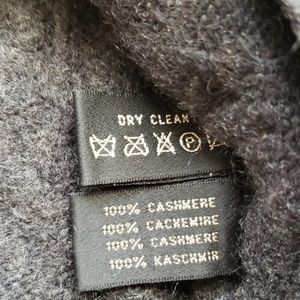 DRY CLEAN
P
100% CASHMERE
100% CACHEMIRE
100% CASHMERE
100% KASCHMIR